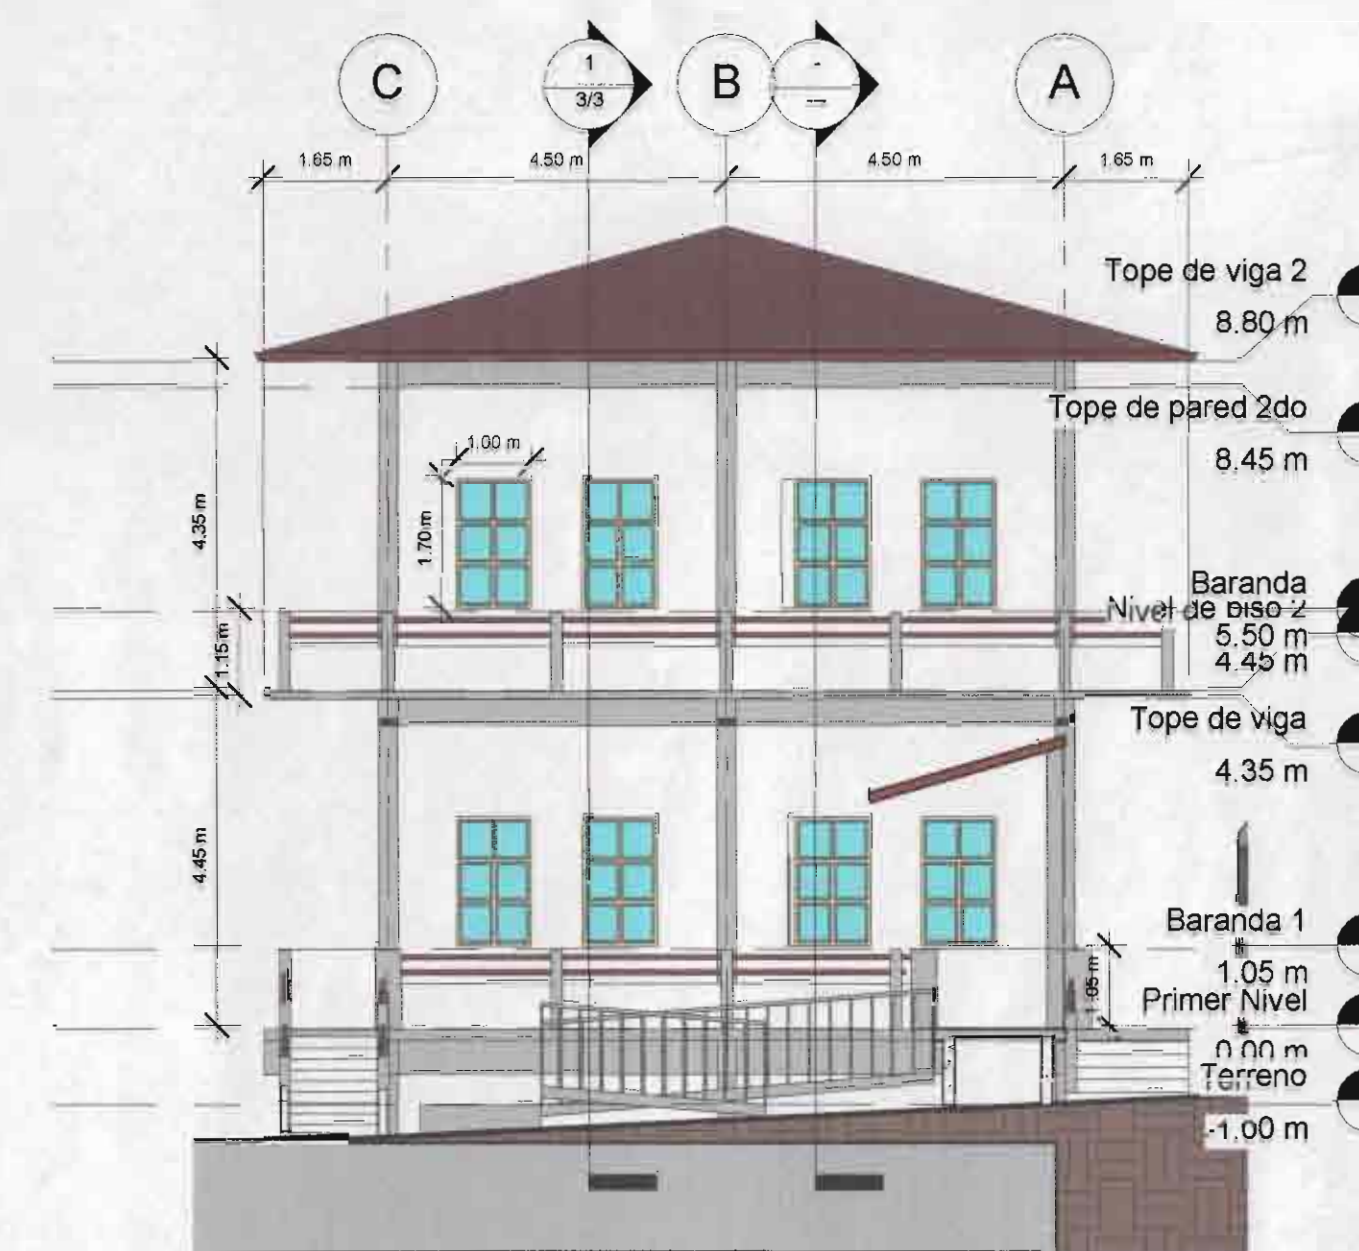 C
1
3/3
B
A
1.65 m
4.50 m
4.50 m
1.65 m
Tope de viga 2
8.80 m
Tope de pared 2do
8.45 m
1.00 m
1.70 m
4.35 m
Baranda
Nivel de piso 2
5.50 m
4.45 m
1.15 m
Tope de viga
4.35 m
4.45 m
Baranda 1
1.05 m
Primer Nivel
0.00 m
Terreno
-1.00 m